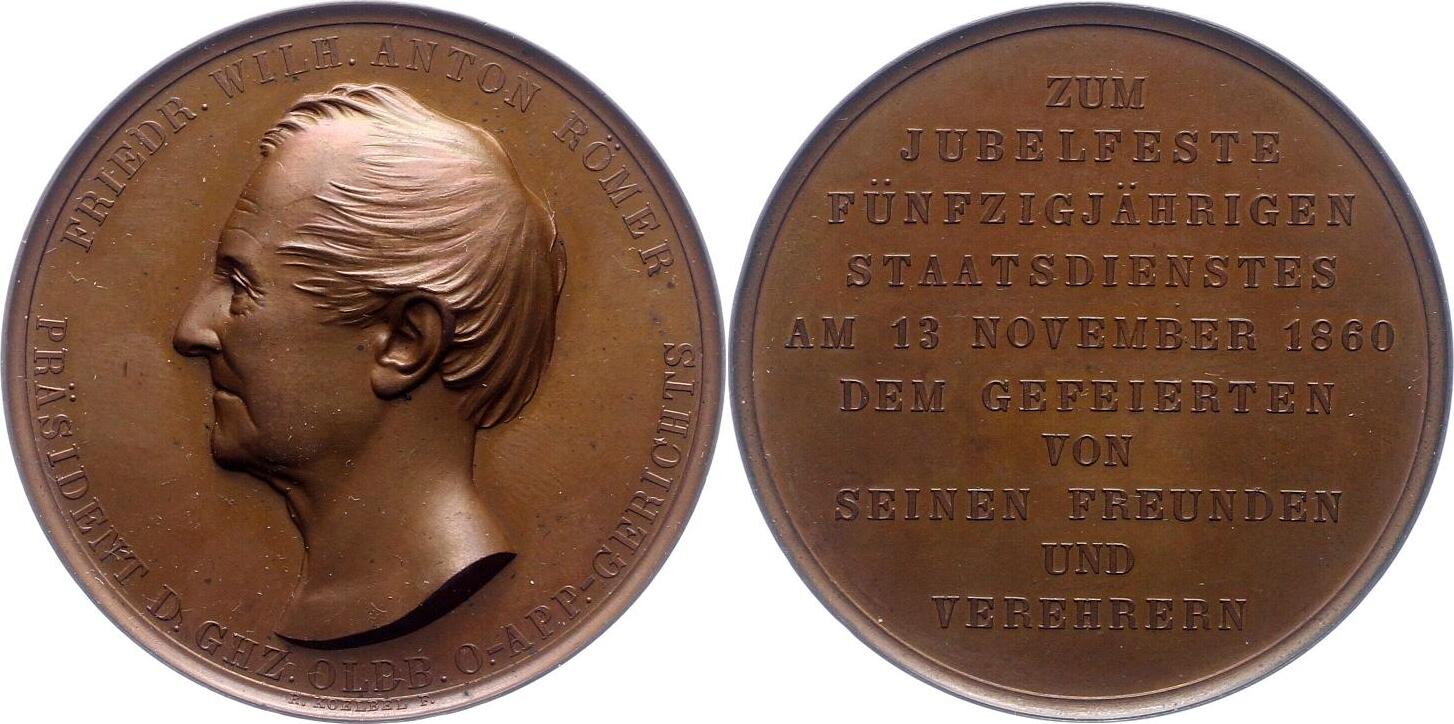 FRIEDR. WILH. ANTON RÖMER
PRÄSIDENT D. GHZ. OLDB. O.-APP.-GERICHTS
K. KOELBEL F.
ZUM
JUBELFESTE
FÜNFZIGJÄHRIGEN
STAATSDIENSTES
AM 13 NOVEMBER 1860
DEM GEFEIERTEN
VON
SEINEN FREUNDEN
UND
VEREHRERN